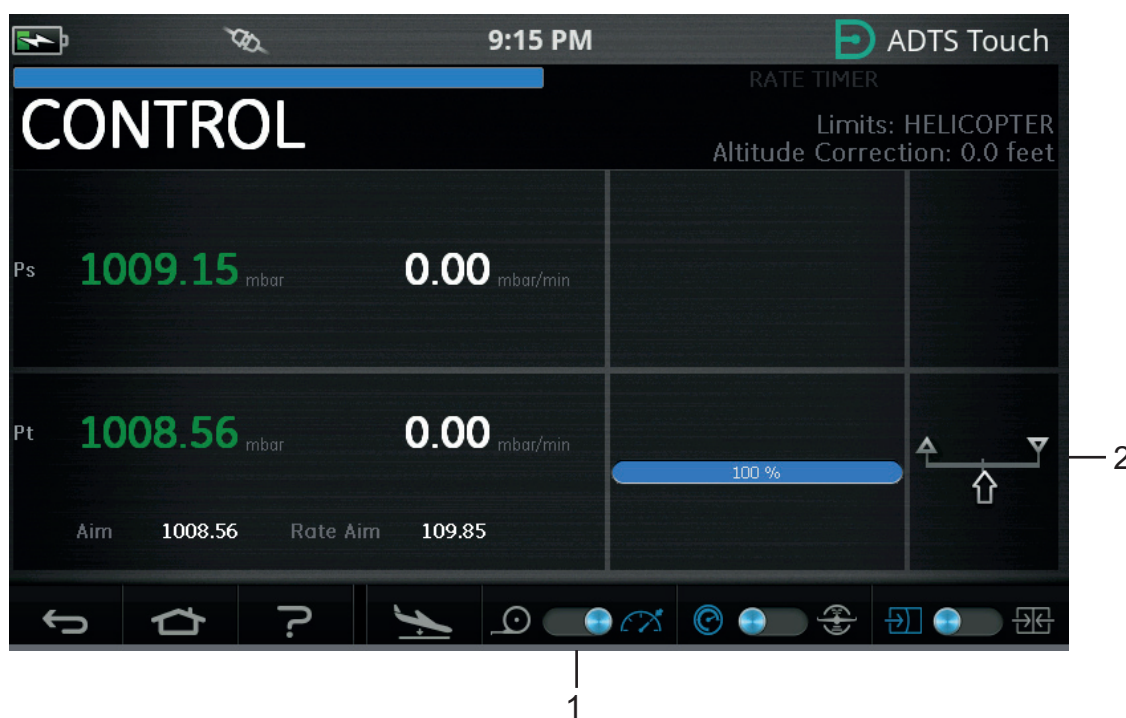 9:15 PM
ADTS Touch
RATE TIMER
CONTROL
Limits: HELICOPTER
Altitude Correction: 0.0 feet
Ps 1009.15 mbar 0.00 mbar/min
Pt 1008.56 mbar 0.00 mbar/min
100 %
Aim 1008.56 Rate Aim 109.85
?
1
2